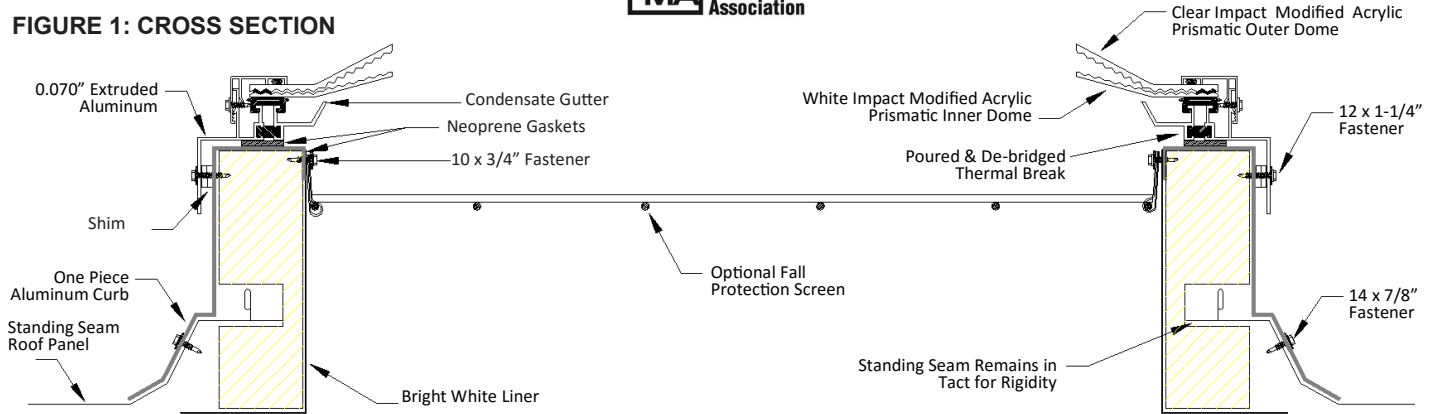 MA
Association
FIGURE 1: CROSS SECTION
Clear Impact Modified Acrylic
Prismatic Outer Dome
0.070” Extruded
Aluminum
Condensate Gutter
Neoprene Gaskets
10 x 3/4” Fastener
White Impact Modified Acrylic
Prismatic Inner Dome
12 x 1-1/4”
Fastener
Poured & De-bridged
Thermal Break
Shim
One Piece
Aluminum Curb
Optional Fall
Protection Screen
14 x 7/8”
Fastener
Standing Seam
Roof Panel
Standing Seam Remains in
Tact for Rigidity
Bright White Liner